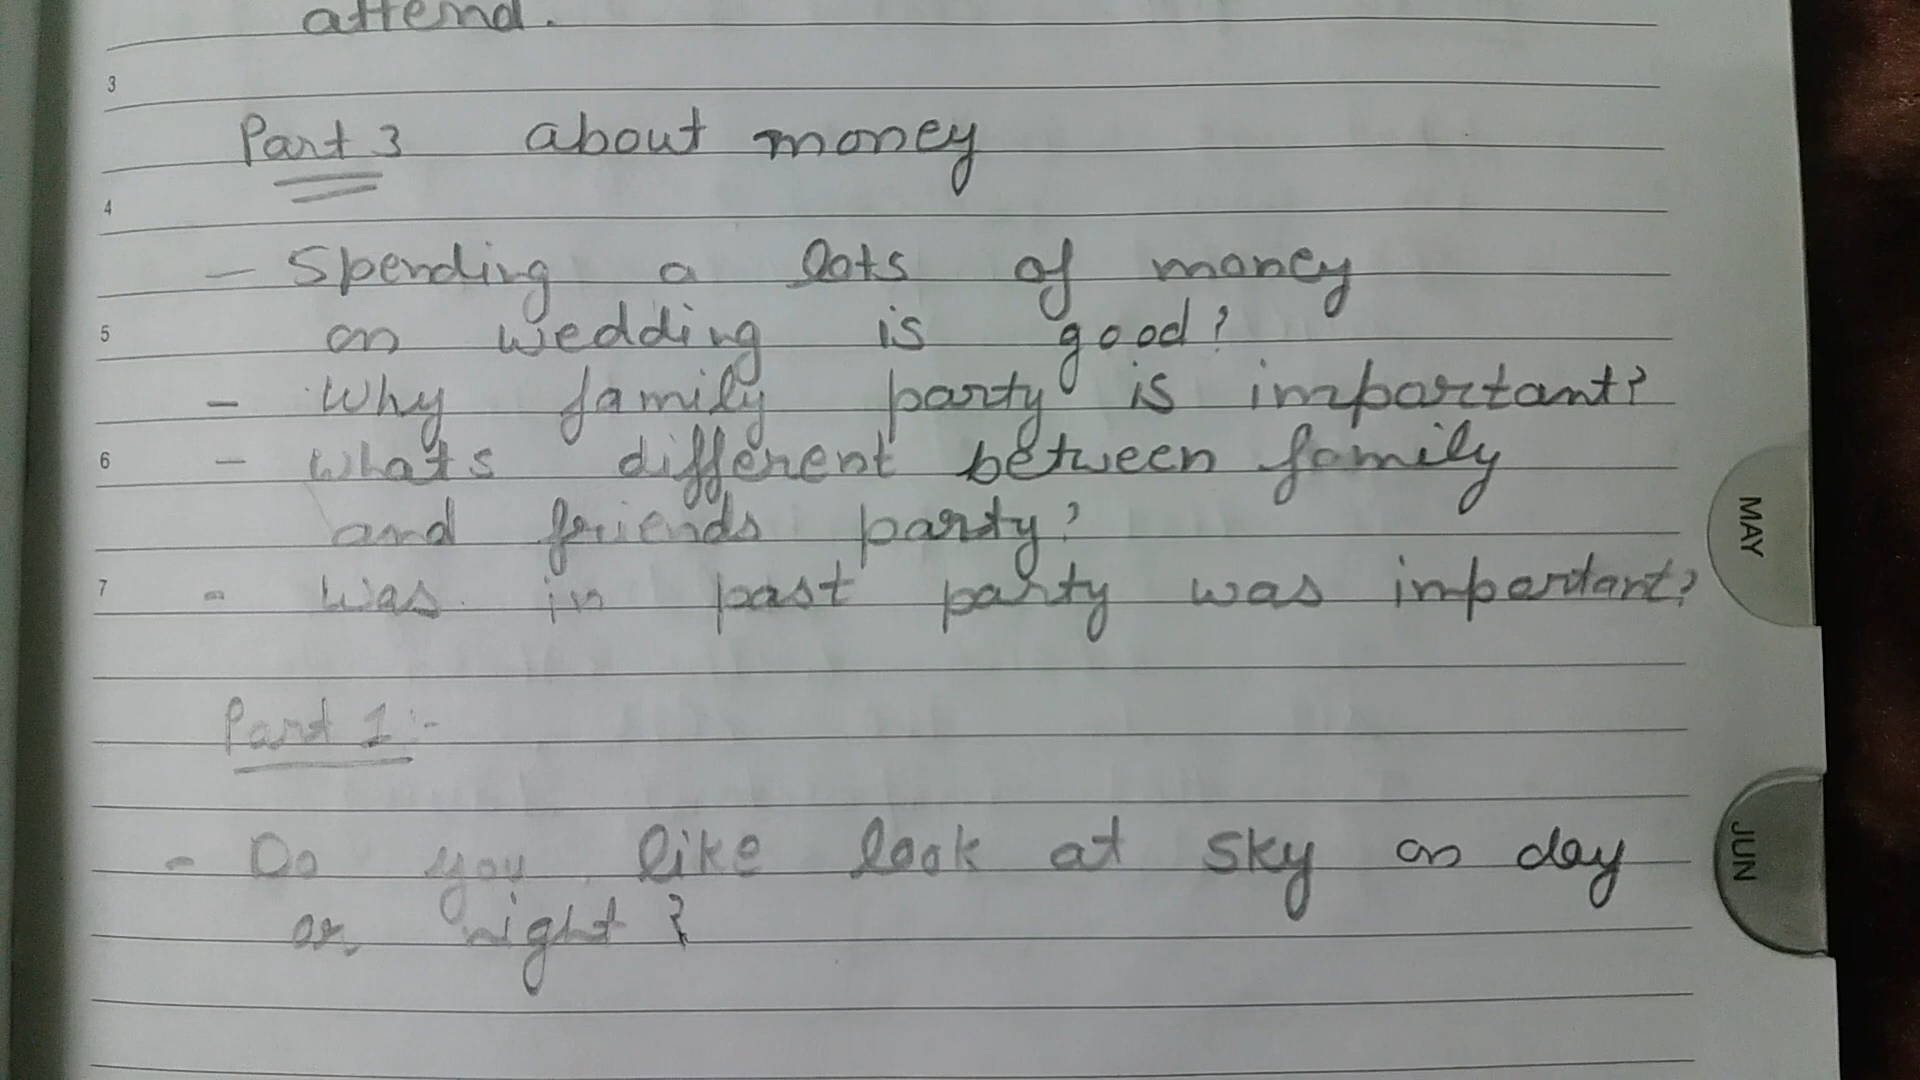 attend.
3
Part 3 about money
4
- Spending a lots of money
5 on wedding is good?
- Why family party is important?
6 - whats different between family
and friends party?
7 - was in past party was important?
MAY
Part 1:-
- Do you like look at sky on day
or night?
JUN